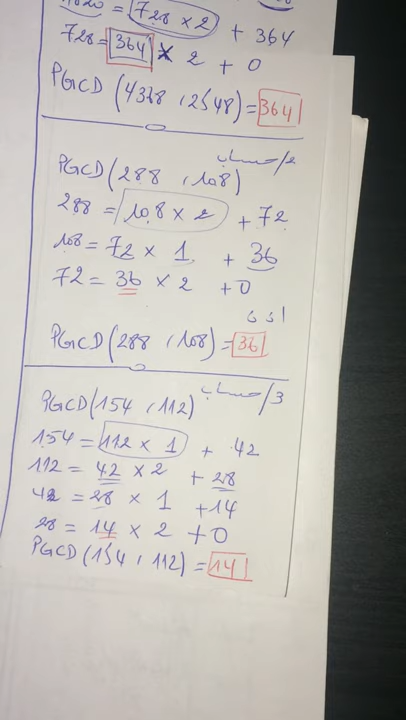 1820 = 728 × 2 + 364
728 = 364 × 2 + 0
PGCD (4368 , 2548) = 364
2/ حساب
PGCD (288 , 108)
288 = 108 × 2 + 72
108 = 72 × 1 + 36
72 = 36 × 2 + 0
اذن
PGCD (288 , 108) = 36
3/ حساب
PGCD (154 , 112)
154 = 112 × 1 + 42
112 = 42 × 2 + 28
42 = 28 × 1 + 14
28 = 14 × 2 + 0
PGCD (154 , 112) = 14